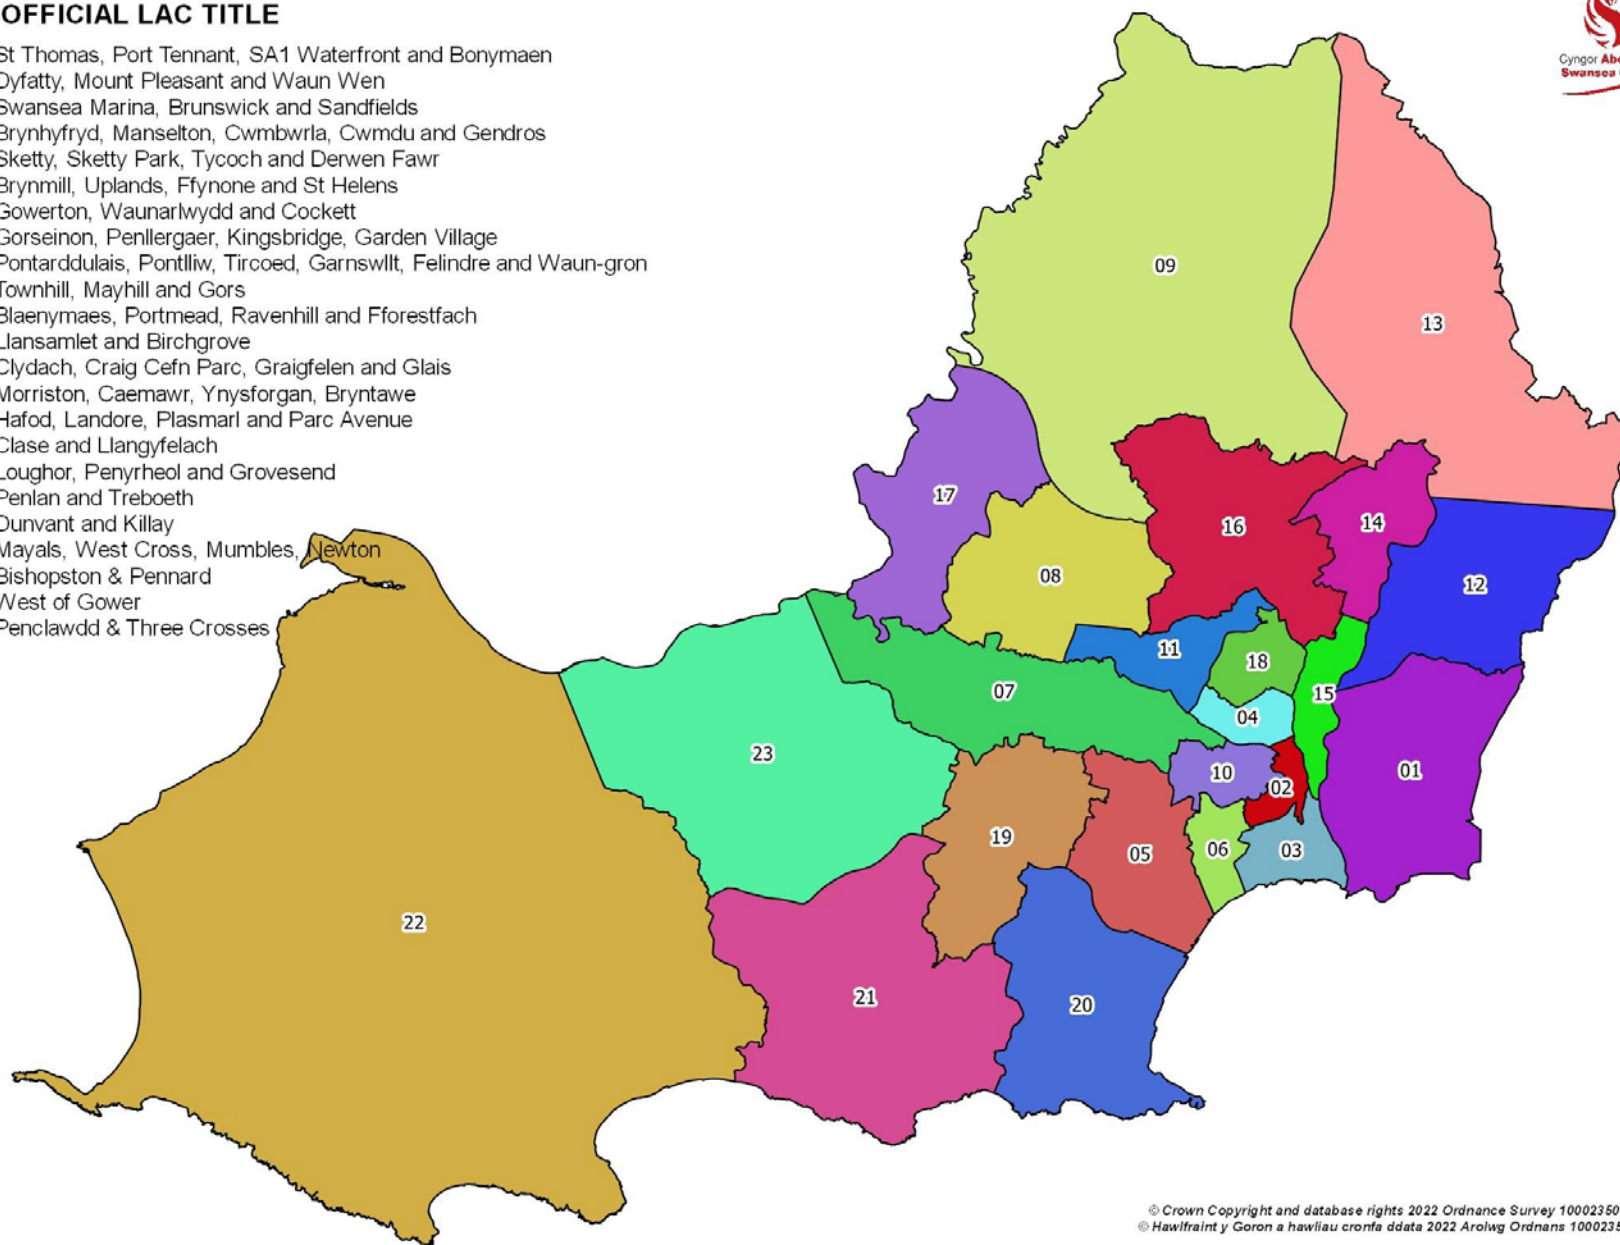 OFFICIAL LAC TITLE
St Thomas, Port Tennant, SA1 Waterfront and Bonymaen
Dyfatty, Mount Pleasant and Waun Wen
Swansea Marina, Brunswick and Sandfields
Brynhyfryd, Manselton, Cwmbwrla, Cwmdu and Gendros
Sketty, Sketty Park, Tycoch and Derwen Fawr
Brynmill, Uplands, Ffynone and St Helens
Gowerton, Waunarlwydd and Cockett
Gorseinon, Penllergaer, Kingsbridge, Garden Village
Pontarddulais, Pontlliw, Tircoed, Garnswllt, Felindre and Waun-gron
Townhill, Mayhill and Gors
Blaenymaes, Portmead, Ravenhill and Fforestfach
Llansamlet and Birchgrove
Clydach, Craig Cefn Parc, Graigfelen and Glais
Morriston, Caemawr, Ynysforgan, Bryntawe
Hafod, Landore, Plasmarl and Parc Avenue
Clase and Llangyfelach
Loughor, Penyrheol and Grovesend
Penlan and Treboeth
Dunvant and Killay
Mayals, West Cross, Mumbles, Newton
Bishopston & Pennard
West of Gower
Penclawdd & Three Crosses
Cyngor Abe
Swansea
09
13
17
16
14
08
12
11
18
15
07
04
23
10
02
01
19
05
06
03
22
21
20
© Crown Copyright and database rights 2022 Ordnance Survey 10002350
© Hawlfraint y Goron a hawliau cronfa ddata 2022 Arolwg Ordnans 1000235